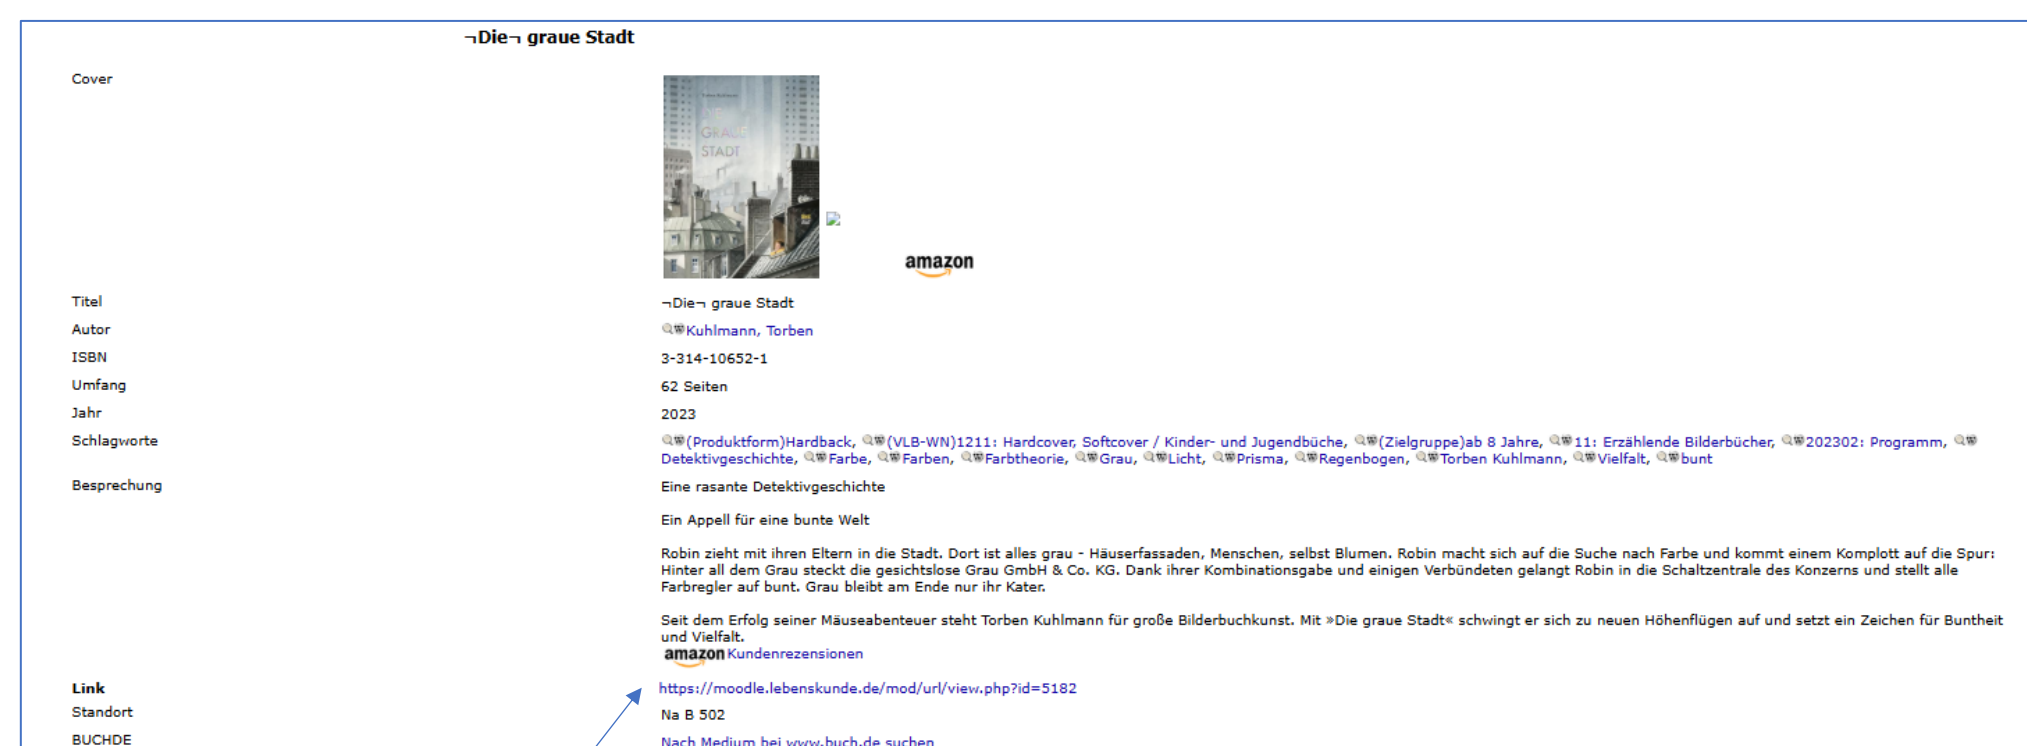 ¬Die¬ graue Stadt
Cover
DIE
GRAUE
STADT
amazon
Titel ¬Die¬ graue Stadt
Autor Kuhlmann, Torben
ISBN 3-314-10652-1
Umfang 62 Seiten
Jahr 2023
Schlagworte (Produktform)Hardback, (VLB-WN)1211: Hardcover, Softcover / Kinder- und Jugendbüche, (Zielgruppe)ab 8 Jahre, 11: Erzählende Bilderbücher, 202302: Programm,
Detektivgeschichte, Farbe, Farben, Farbtheorie, Grau, Licht, Prisma, Regenbogen, Torben Kuhlmann, Vielfalt, bunt
Besprechung Eine rasante Detektivgeschichte
Ein Appell für eine bunte Welt
Robin zieht mit ihren Eltern in die Stadt. Dort ist alles grau - Häuserfassaden, Menschen, selbst Blumen. Robin macht sich auf die Suche nach Farbe und kommt einem Komplott auf die Spur:
Hinter all dem Grau steckt die gesichtslose Grau GmbH & Co. KG. Dank ihrer Kombinationsgabe und einigen Verbündeten gelangt Robin in die Schaltzentrale des Konzerns und stellt alle
Farbregler auf bunt. Grau bleibt am Ende nur ihr Kater.
Seit dem Erfolg seiner Mäuseabenteuer steht Torben Kuhlmann für große Bilderbuchkunst. Mit »Die graue Stadt« schwingt er sich zu neuen Höhenflügen auf und setzt ein Zeichen für Buntheit
und Vielfalt.
amazon Kundenrezensionen
Link https://moodle.lebenskunde.de/mod/url/view.php?id=5182
Standort Na B 502
BUCHDE Nach Medium bei www.buch.de suchen